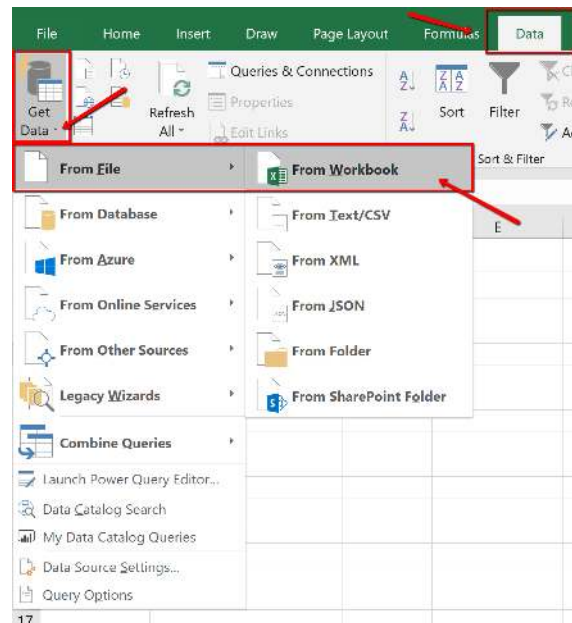 File Home Insert Draw Page Layout Formulas Data
Get Data
Refresh All
Queries & Connections
Properties
Edit Links
Sort
Filter
Sort & Filter
E
From File
From Database
From Azure
From Online Services
From Other Sources
Legacy Wizards
Combine Queries
Launch Power Query Editor...
Data Catalog Search
My Data Catalog Queries
Data Source Settings...
Query Options
From Workbook
From Text/CSV
From XML
From JSON
From Folder
From SharePoint Folder
17